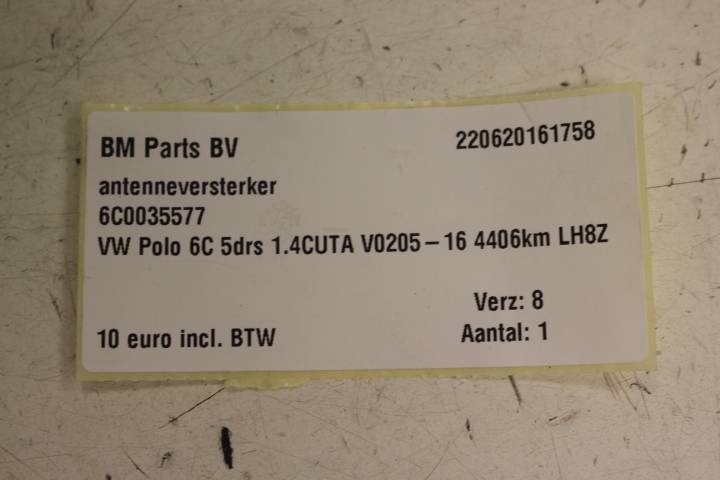 BM Parts BV 220620161758
antenneversterker
6C0035577
VW Polo 6C 5drs 1.4CUTA V0205-16 4406km LH8Z
Verz: 8
10 euro incl. BTW Aantal: 1